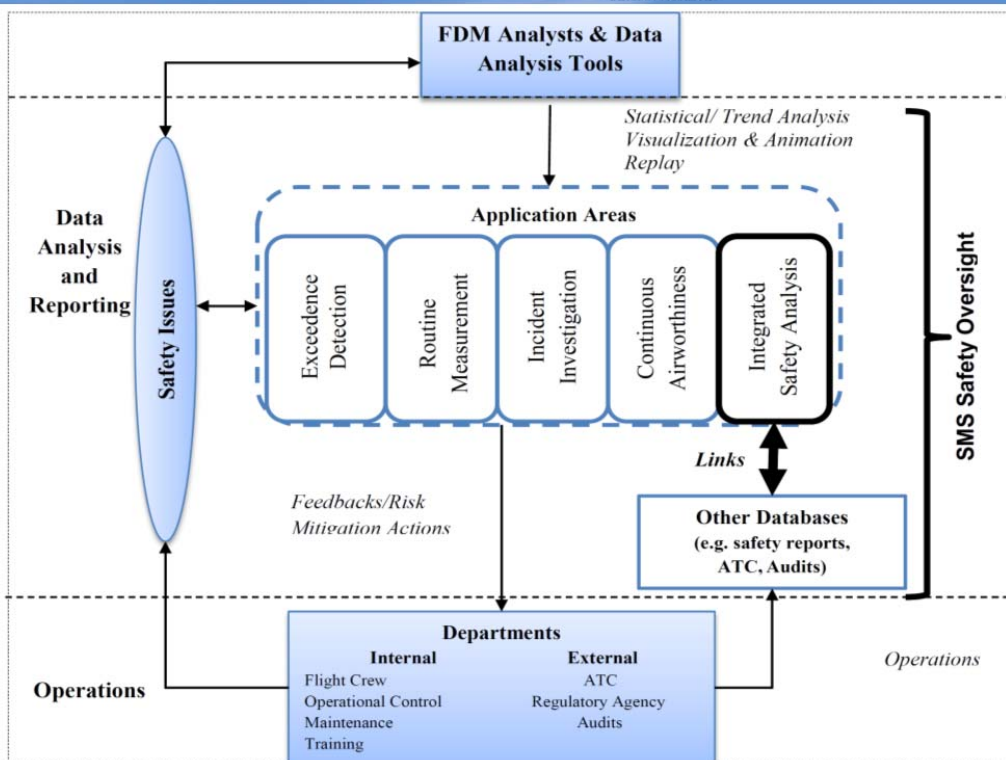 FDM Analysts & Data
Analysis Tools
Statistical/ Trend Analysis
Visualization & Animation
Replay
Data
Analysis
and
Reporting
Safety Issues
Application Areas
Exceedence
Detection
Routine
Measurement
Incident
Investigation
Continuous
Airworthiness
Integrated
Safety Analysis
SMS Safety Oversight
Links
Feedbacks/Risk
Mitigation Actions
Other Databases
(e.g. safety reports,
ATC, Audits)
Operations
Departments
Internal
Flight Crew
Operational Control
Maintenance
Training
External
ATC
Regulatory Agency
Audits
Operations